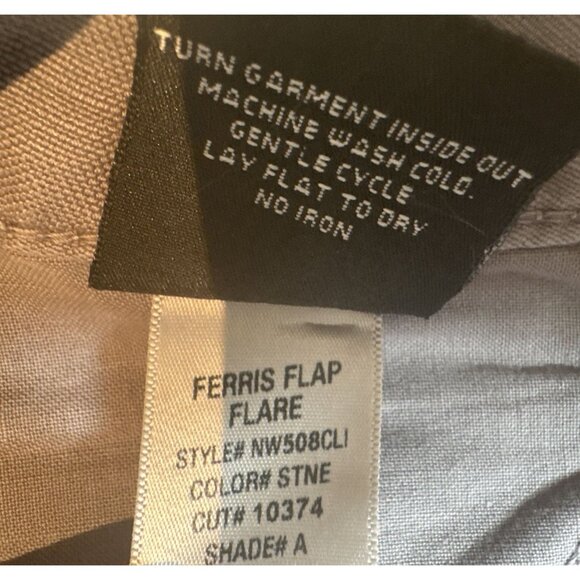 TURN GARMENT INSIDE OUT
MACHINE WASH COLD.
GENTLE CYCLE
LAY FLAT TO DRY
NO IRON
FERRIS FLAP
FLARE
STYLE# NW508CLI
COLOR# STNE
CUT# 10374
SHADE# A